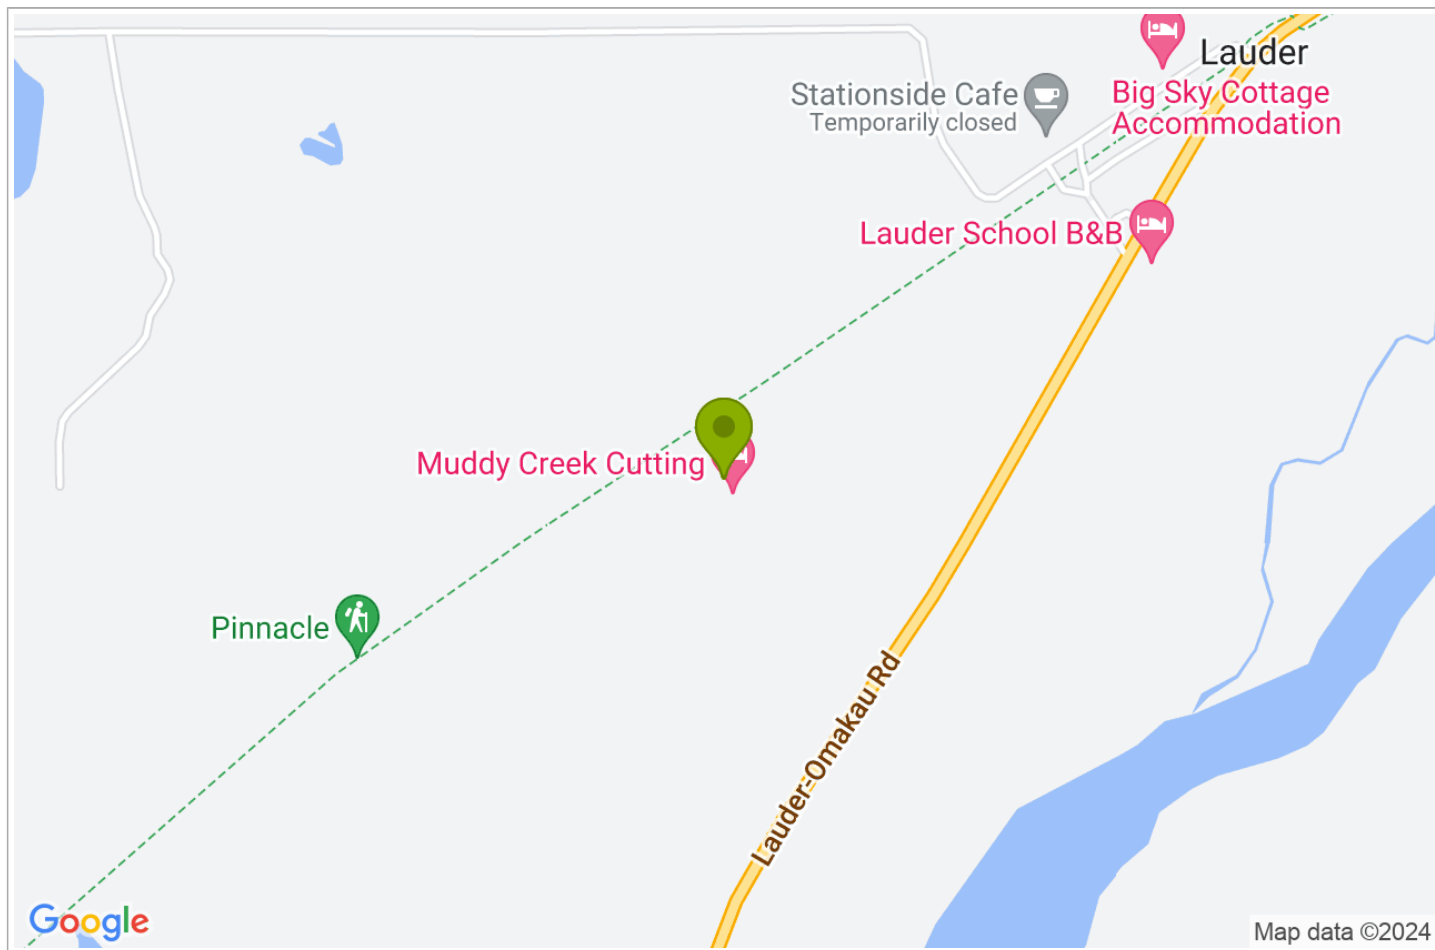 Lauder
Stationside Cafe
Temporarily closed
Big Sky Cottage
Accommodation
Lauder School B&B
Muddy Creek Cutting
Pinnacle
Lauder-Omakau Rd
Google
Map data ©2024